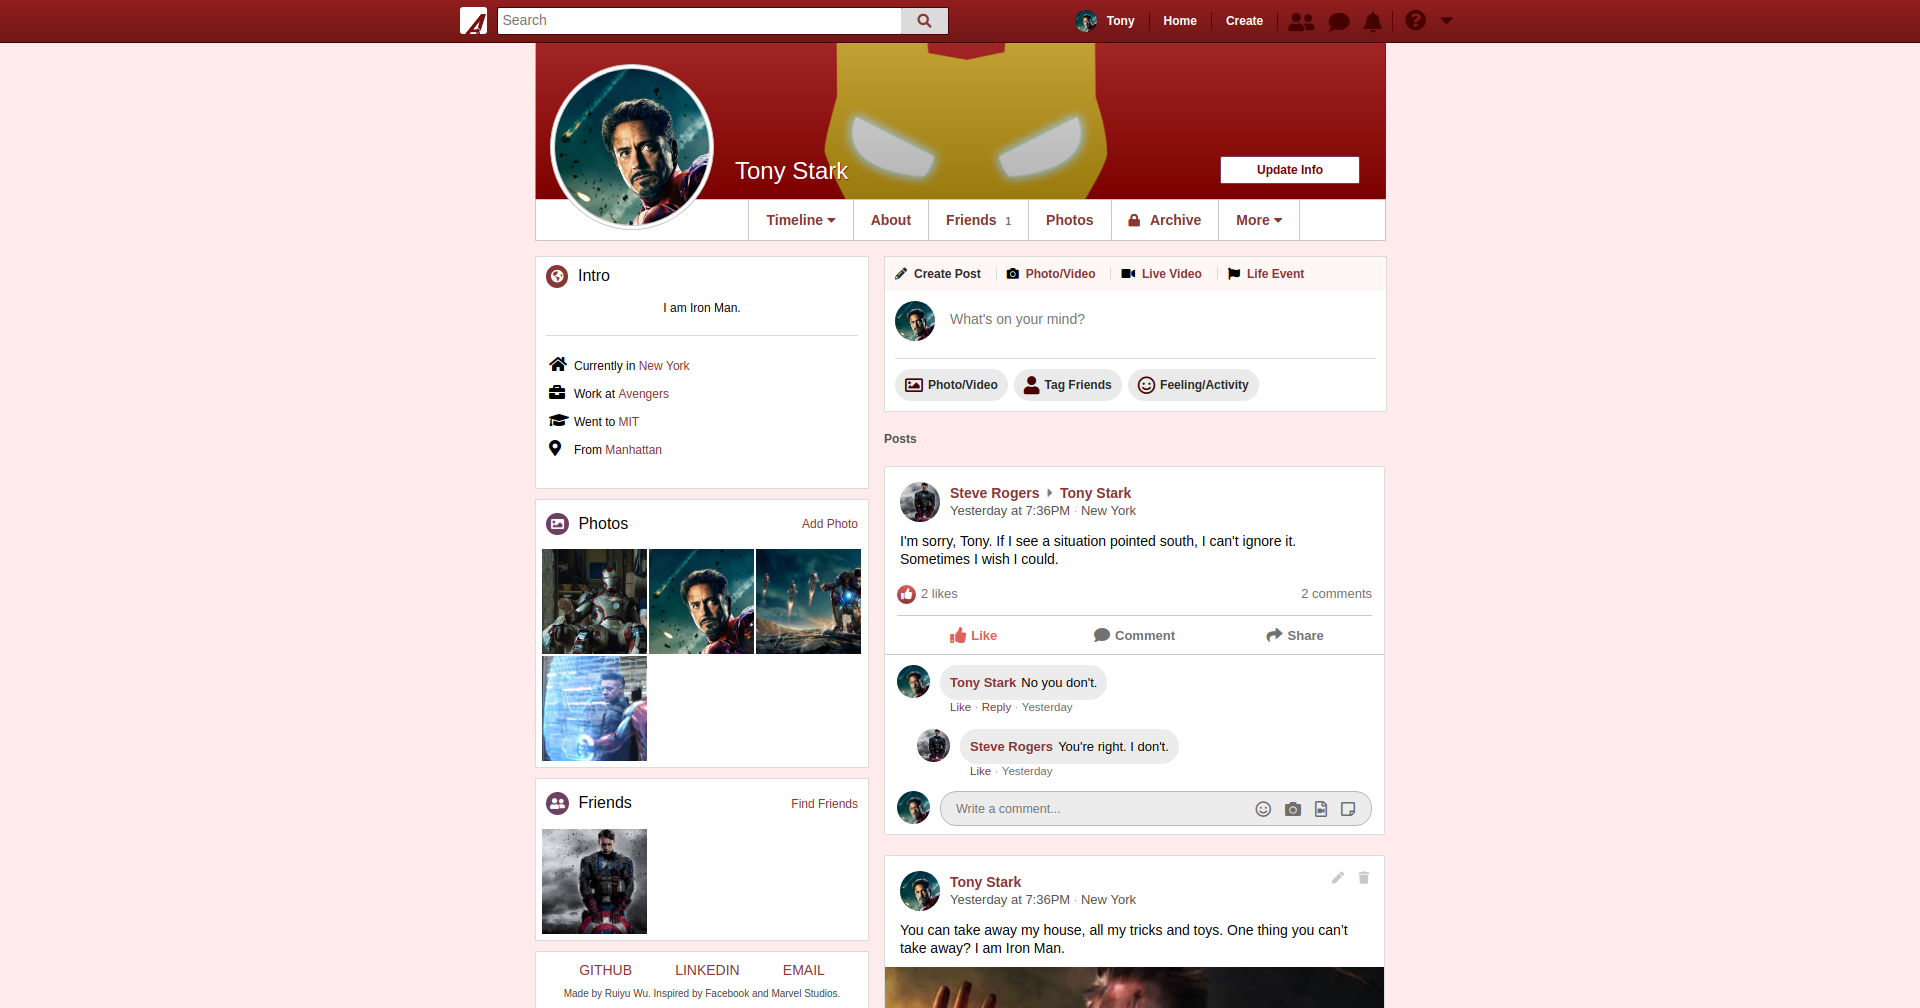 Search
Tony
Home
Create
Tony Stark
Update Info
Timeline
About
Friends 1
Photos
Archive
More
Intro
I am Iron Man.
Currently in New York
Work at Avengers
Went to MIT
From Manhattan
Photos
Add Photo
Friends
Find Friends
GITHUB
LINKEDIN
EMAIL
Made by Ruiyu Wu. Inspired by Facebook and Marvel Studios.
Create Post
Photo/Video
Live Video
Life Event
What's on your mind?
Photo/Video
Tag Friends
Feeling/Activity
Posts
Steve Rogers Tony Stark
Yesterday at 7:36PM · New York
I'm sorry, Tony. If I see a situation pointed south, I can't ignore it.
Sometimes I wish I could.
2 likes
2 comments
Like
Comment
Share
Tony Stark No you don't.
Like · Reply · Yesterday
Steve Rogers You're right. I don't.
Like · Yesterday
Write a comment...
Tony Stark
Yesterday at 7:36PM · New York
You can take away my house, all my tricks and toys. One thing you can’t
take away? I am Iron Man.